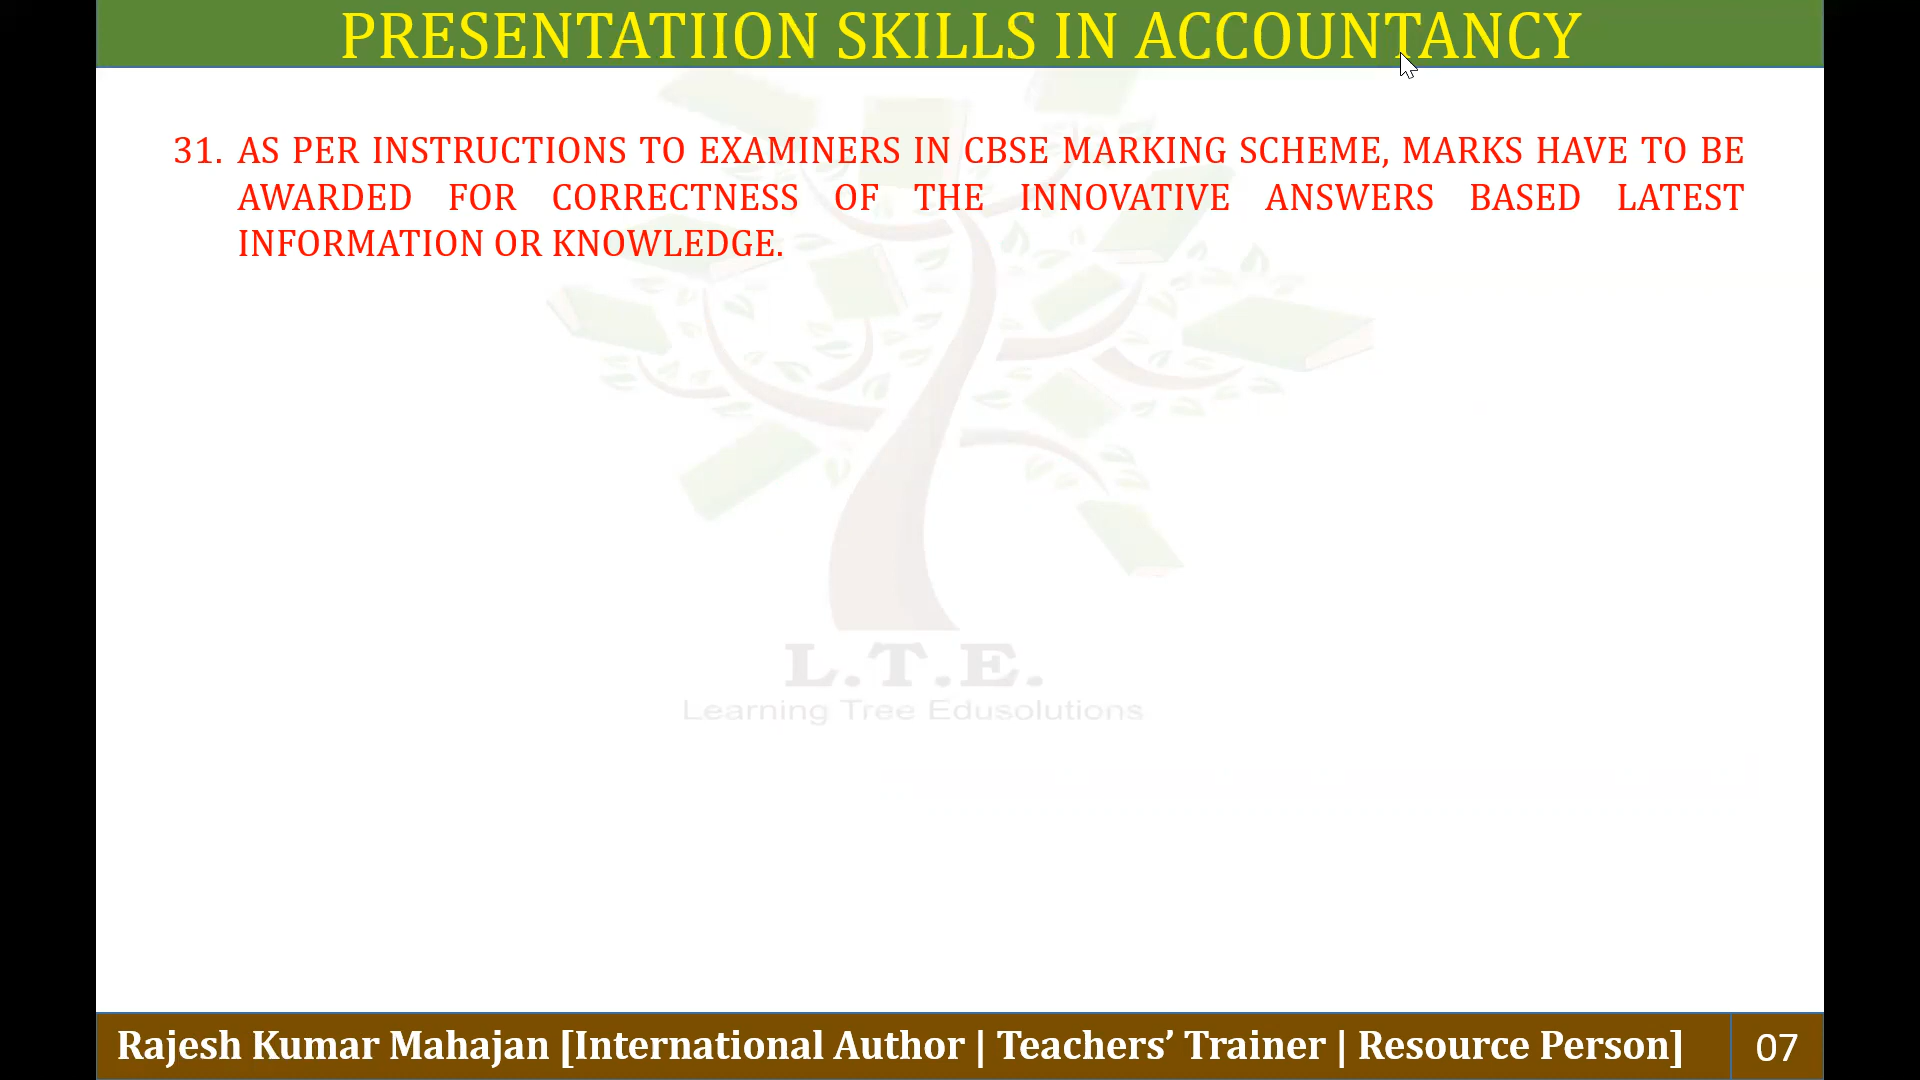 PRESENTATIION SKILLS IN ACCOUNTANCY
31. AS PER INSTRUCTIONS TO EXAMINERS IN CBSE MARKING SCHEME, MARKS HAVE TO BE
AWARDED FOR CORRECTNESS OF THE INNOVATIVE ANSWERS BASED LATEST
INFORMATION OR KNOWLEDGE.
L.T.E.
Learning Tree Edusolutions
Rajesh Kumar Mahajan [International Author | Teachers’ Trainer | Resource Person] 07